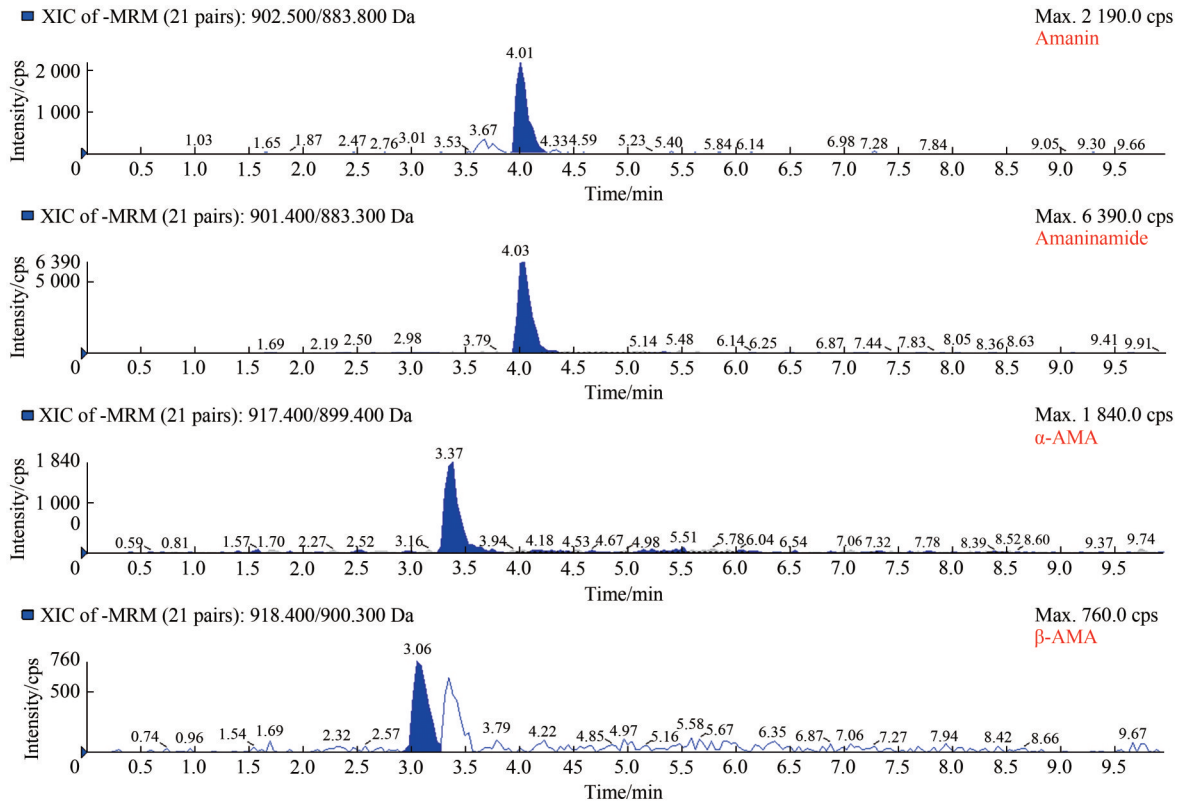 XIC of -MRM (21 pairs): 902.500/883.800 Da
Max. 2 190.0 cps
Amanin
Intensity/cps
2 000
1 000
0
4.01
1.03 1.65 1.87 2.47 2.76 3.01 3.53 3.67 4.33 4.59 5.23 5.40 5.84 6.14 6.98 7.28 7.84 9.05 9.30 9.66
0.5 1.0 1.5 2.0 2.5 3.0 3.5 4.0 4.5 5.0 5.5 6.0 6.5 7.0 7.5 8.0 8.5 9.0 9.5
Time/min
XIC of -MRM (21 pairs): 901.400/883.300 Da
Max. 6 390.0 cps
Amaninamide
Intensity/cps
6 390
5 000
0
4.03
1.69 2.19 2.50 2.98 3.79 5.14 5.48 6.14 6.25 6.87 7.44 7.83 8.05 8.36 8.63 9.41 9.91
0.5 1.0 1.5 2.0 2.5 3.0 3.5 4.0 4.5 5.0 5.5 6.0 6.5 7.0 7.5 8.0 8.5 9.0 9.5
Time/min
XIC of -MRM (21 pairs): 917.400/899.400 Da
Max. 1 840.0 cps
α-AMA
Intensity/cps
1 840
1 000
0
0
3.37
0.59 0.81 1.57 1.70 2.27 2.52 3.16 3.94 4.18 4.53 4.67 4.98 5.51 5.78 6.04 6.54 7.06 7.32 7.78 8.39 8.52 8.60 9.37 9.74
0.5 1.0 1.5 2.0 2.5 3.0 3.5 4.0 4.5 5.0 5.5 6.0 6.5 7.0 7.5 8.0 8.5 9.0 9.5
Time/min
XIC of -MRM (21 pairs): 918.400/900.300 Da
Max. 760.0 cps
β-AMA
Intensity/cps
760
500
0
3.06
0.74 0.96 1.54 1.69 2.32 2.57 3.79 4.22 4.85 4.97 5.16 5.58 5.67 6.35 6.87 7.06 7.27 7.94 8.42 8.66 9.67
0.5 1.0 1.5 2.0 2.5 3.0 3.5 4.0 4.5 5.0 5.5 6.0 6.5 7.0 7.5 8.0 8.5 9.0 9.5
Time/min